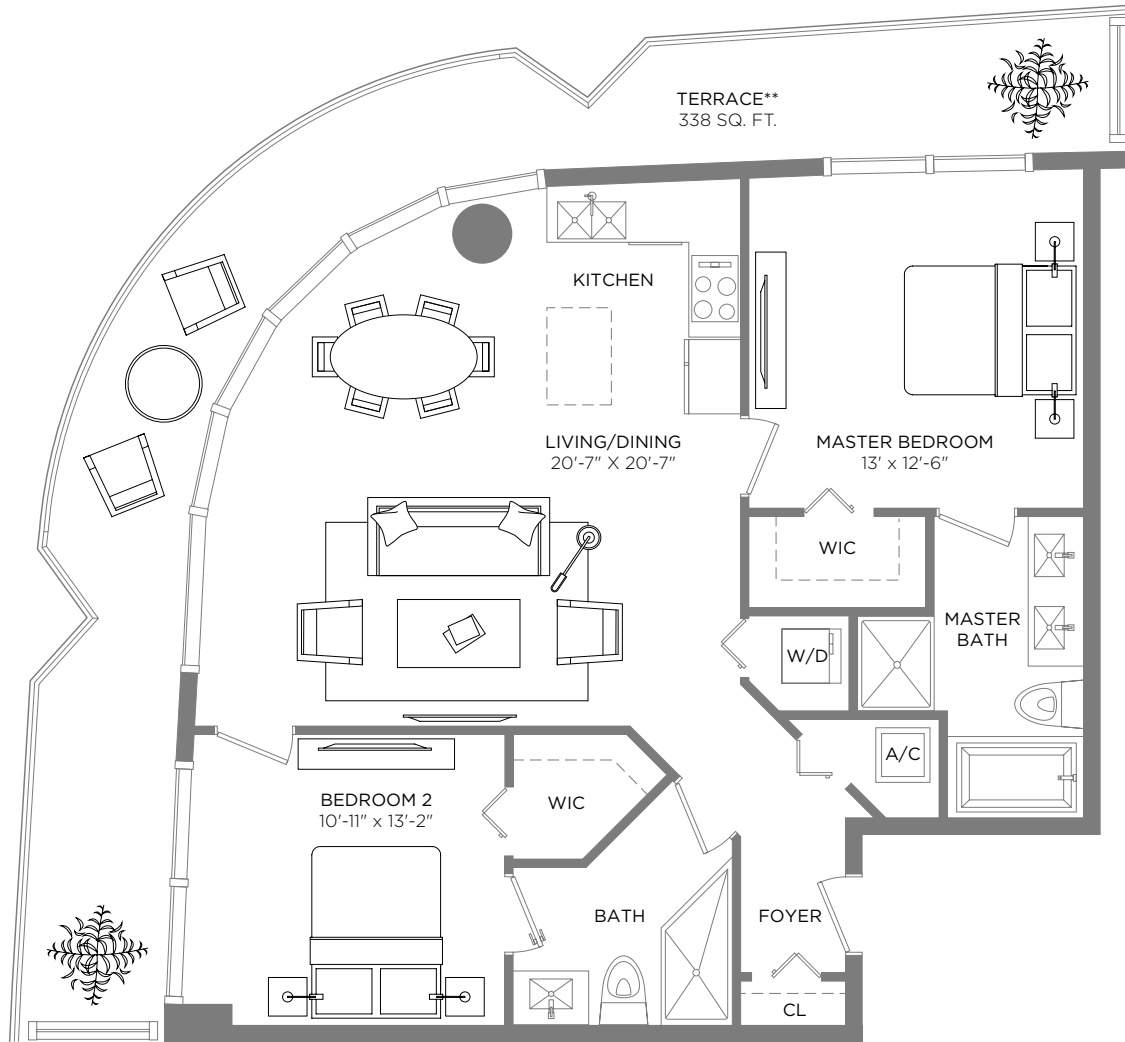 TERRACE**
338 SQ. FT.
KITCHEN
LIVING/DINING
20'-7" X 20'-7"
MASTER BEDROOM
13' x 12'-6"
WIC
MASTER
BATH
W/D
A/C
BEDROOM 2
10'-11" x 13'-2"
WIC
BATH
FOYER
CL